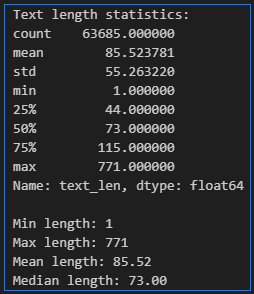 Text length statistics:
count    63685.000000
mean        85.523781
std         55.263220
min          1.000000
25%         44.000000
50%         73.000000
75%        115.000000
max        771.000000
Name: text_len, dtype: float64

Min length: 1
Max length: 771
Mean length: 85.52
Median length: 73.00